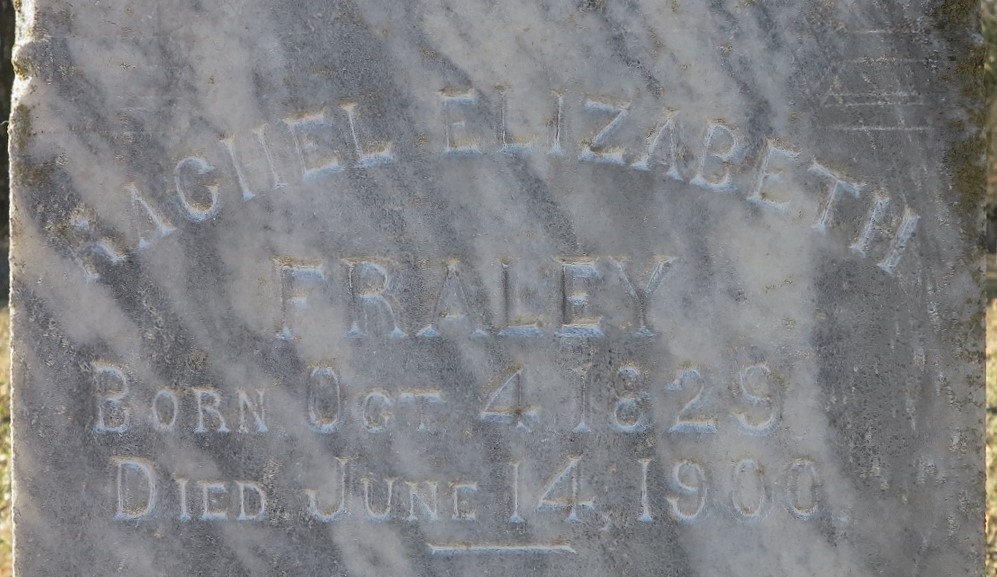 RACHEL ELIZABETH
FRALEY
BORN OCT 4 1829
DIED JUNE 14, 1900